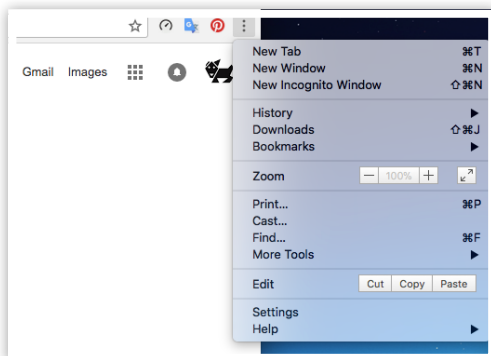 Gmail Images
New Tab ⌘T
New Window ⌘N
New Incognito Window ⇧⌘N
History
Downloads ⇧⌘J
Bookmarks
Zoom − 100% +
Print... ⌘P
Cast...
Find... ⌘F
More Tools
Edit Cut Copy Paste
Settings
Help